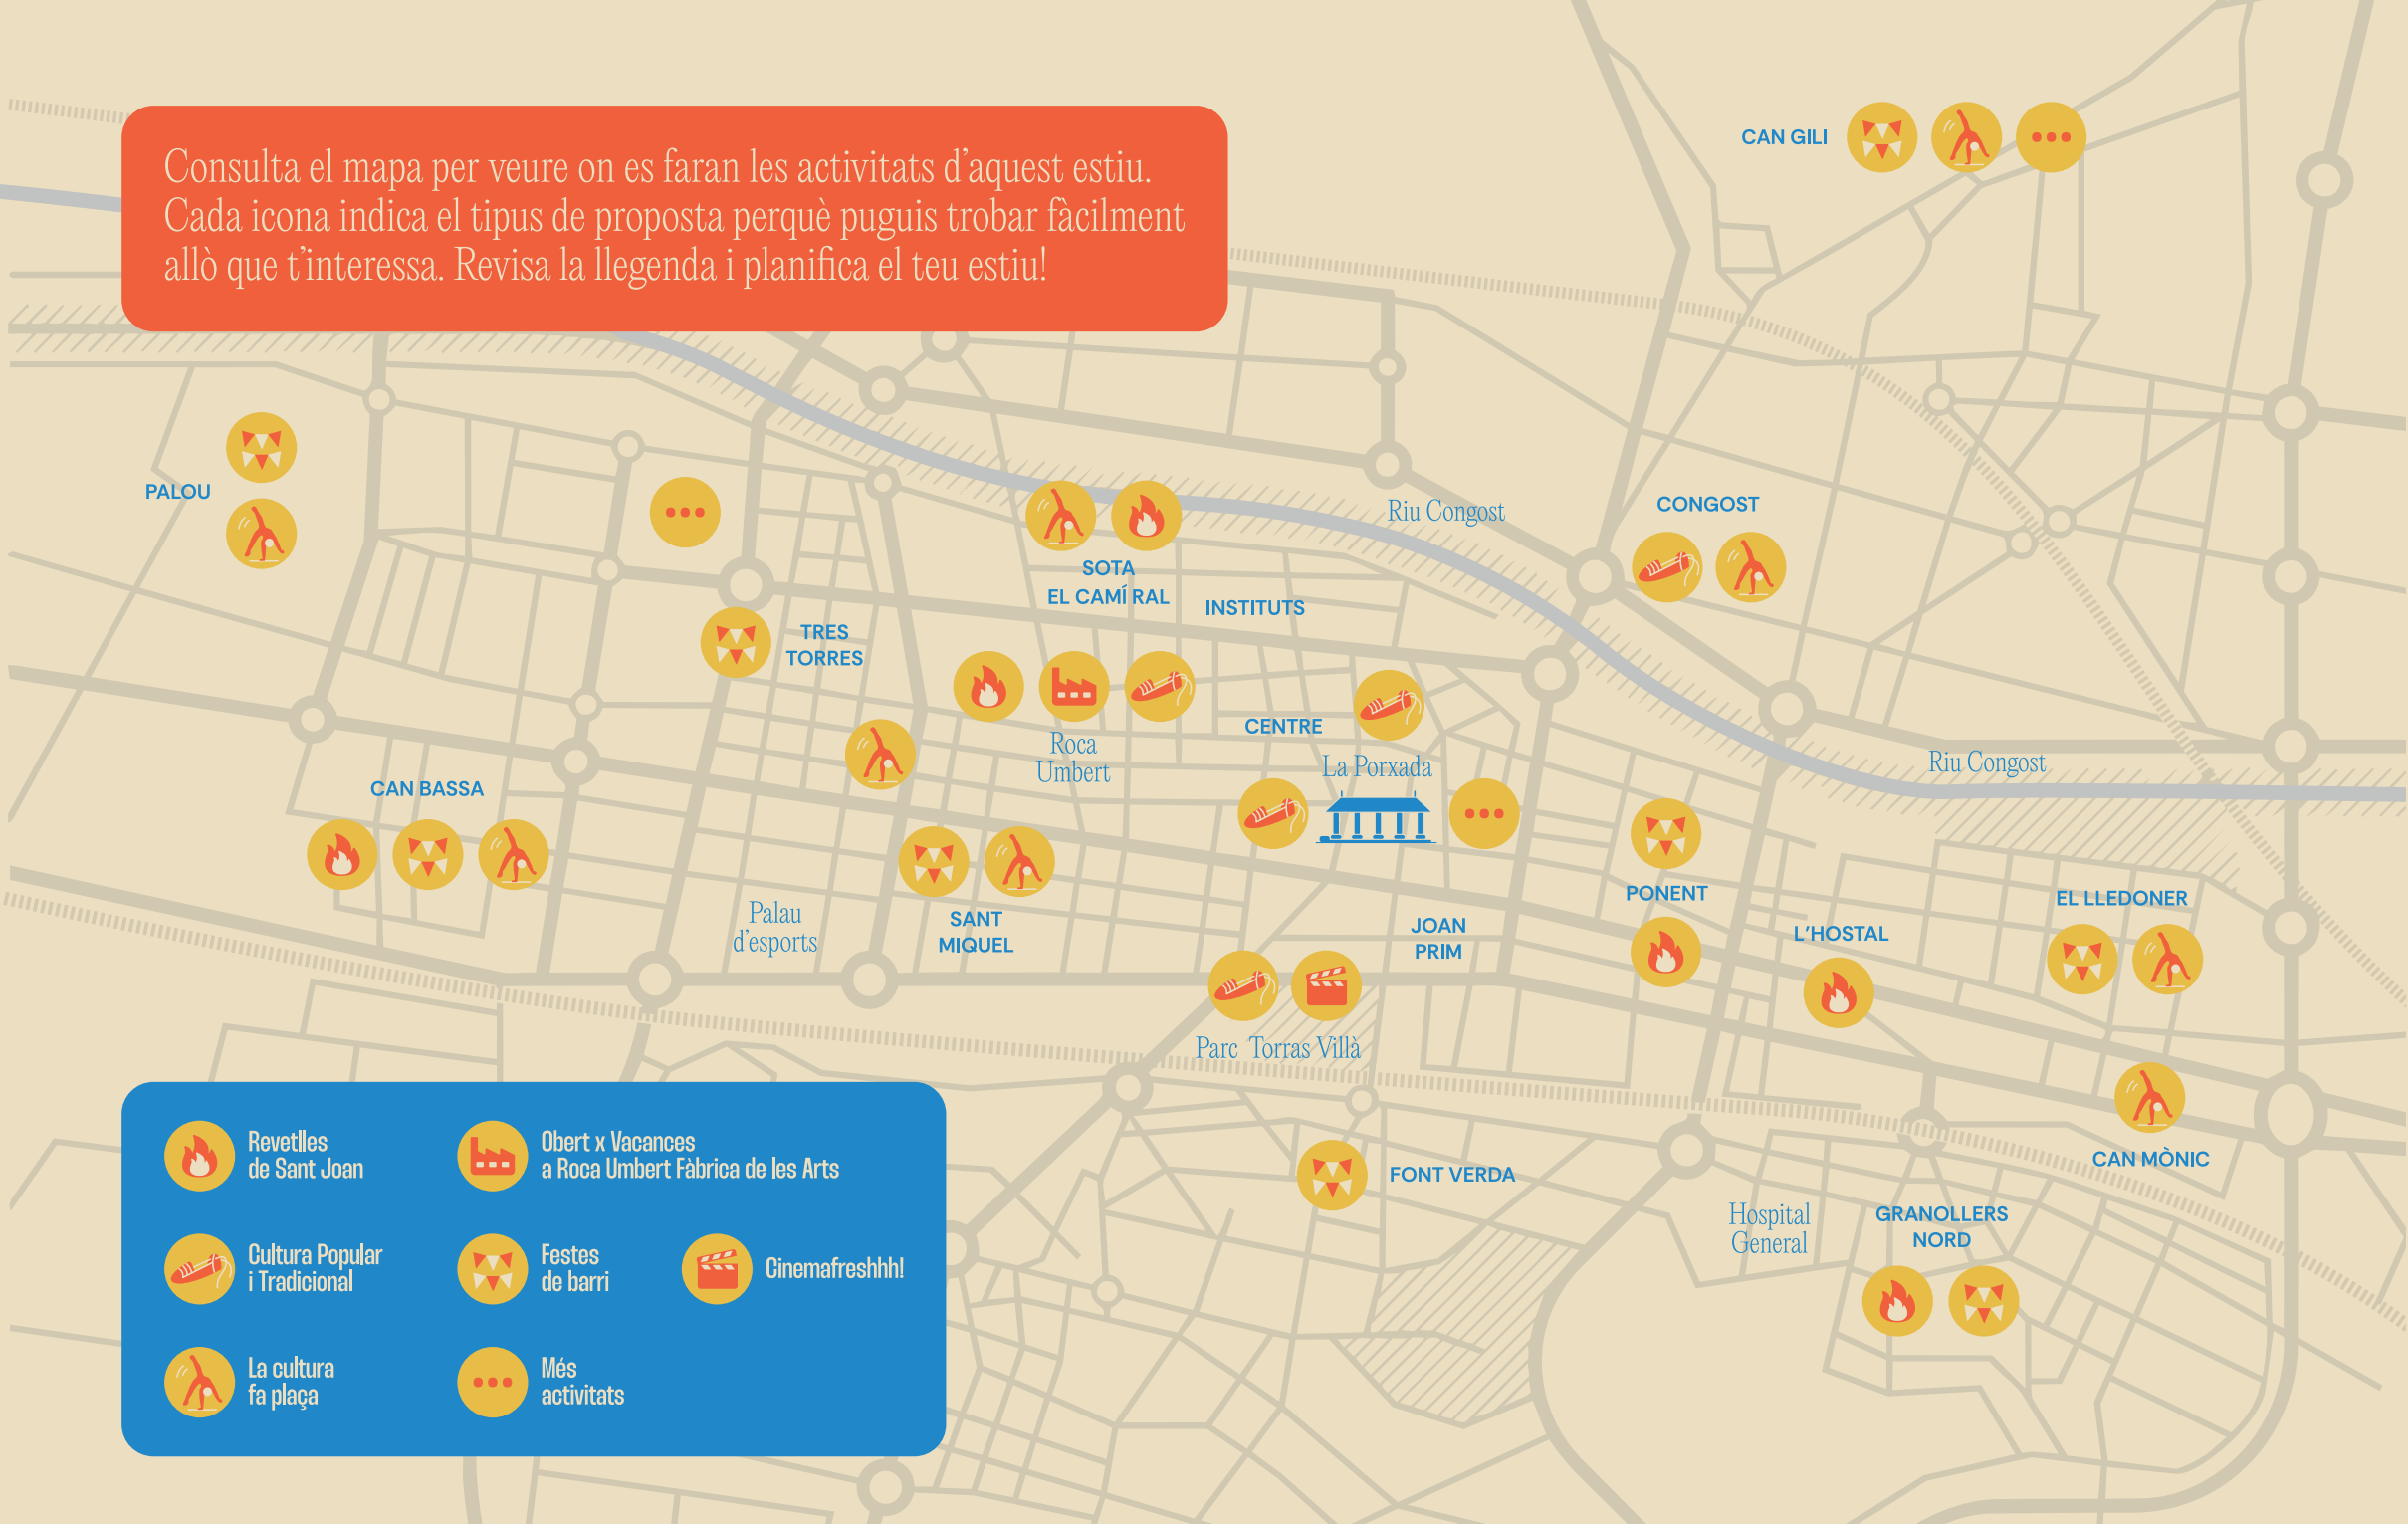 Consulta el mapa per veure on es faran les activitats d'aquest estiu.
Cada icona indica el tipus de proposta perquè puguis trobar fàcilment
allò que t'interessa. Revisa la llegenda i planifica el teu estiu!
CAN GILI
PALOU
Riu Congost
CONGOST
SOTA
EL CAMÍ RAL
INSTITUTS
TRES
TORRES
CENTRE
Roca
Umbert
La Porxada
Riu Congost
CAN BASSA
PONENT
EL LLEDONER
Palau
d'esports
SANT
MIQUEL
JOAN
PRIM
L'HOSTAL
Parc Torras Villà
CAN MÒNIC
FONT VERDA
Hospital
General
GRANOLLERS
NORD
Revetlles
de Sant Joan
Obert x Vacances
a Roca Umbert Fàbrica de les Arts
Cultura Popular
i Tradicional
Festes
de barri
Cinemafreshhh!
La cultura
fa plaça
Més
activitats